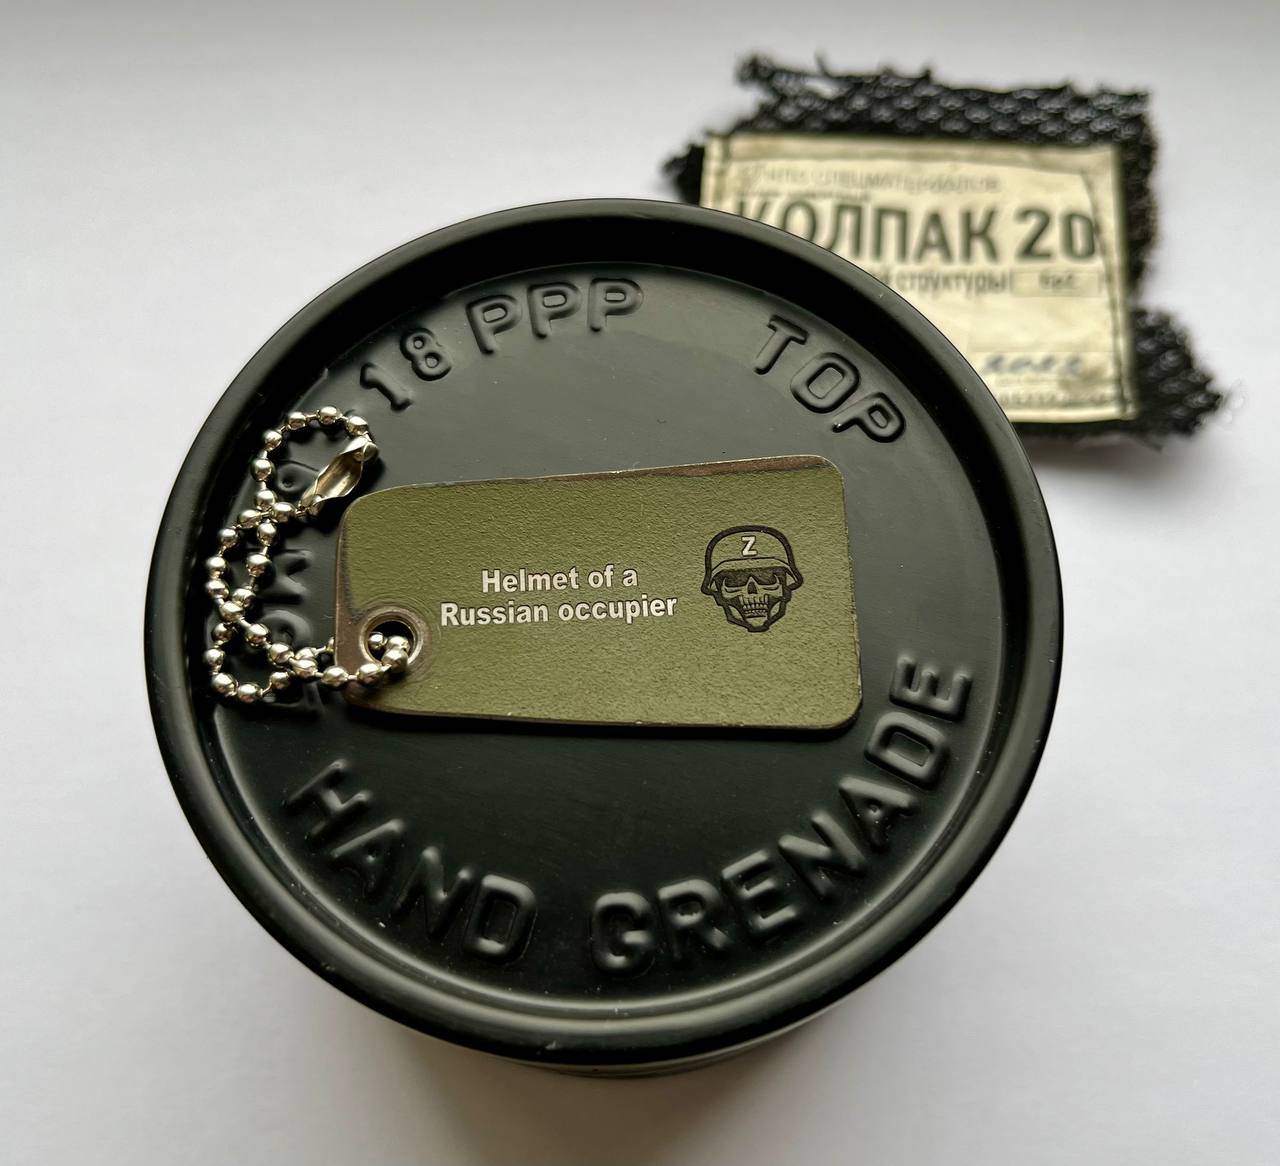 КОЛПАК 20
структуры
18 PPP TOP
Z
Helmet of a
Russian occupier
HAND GRENADE